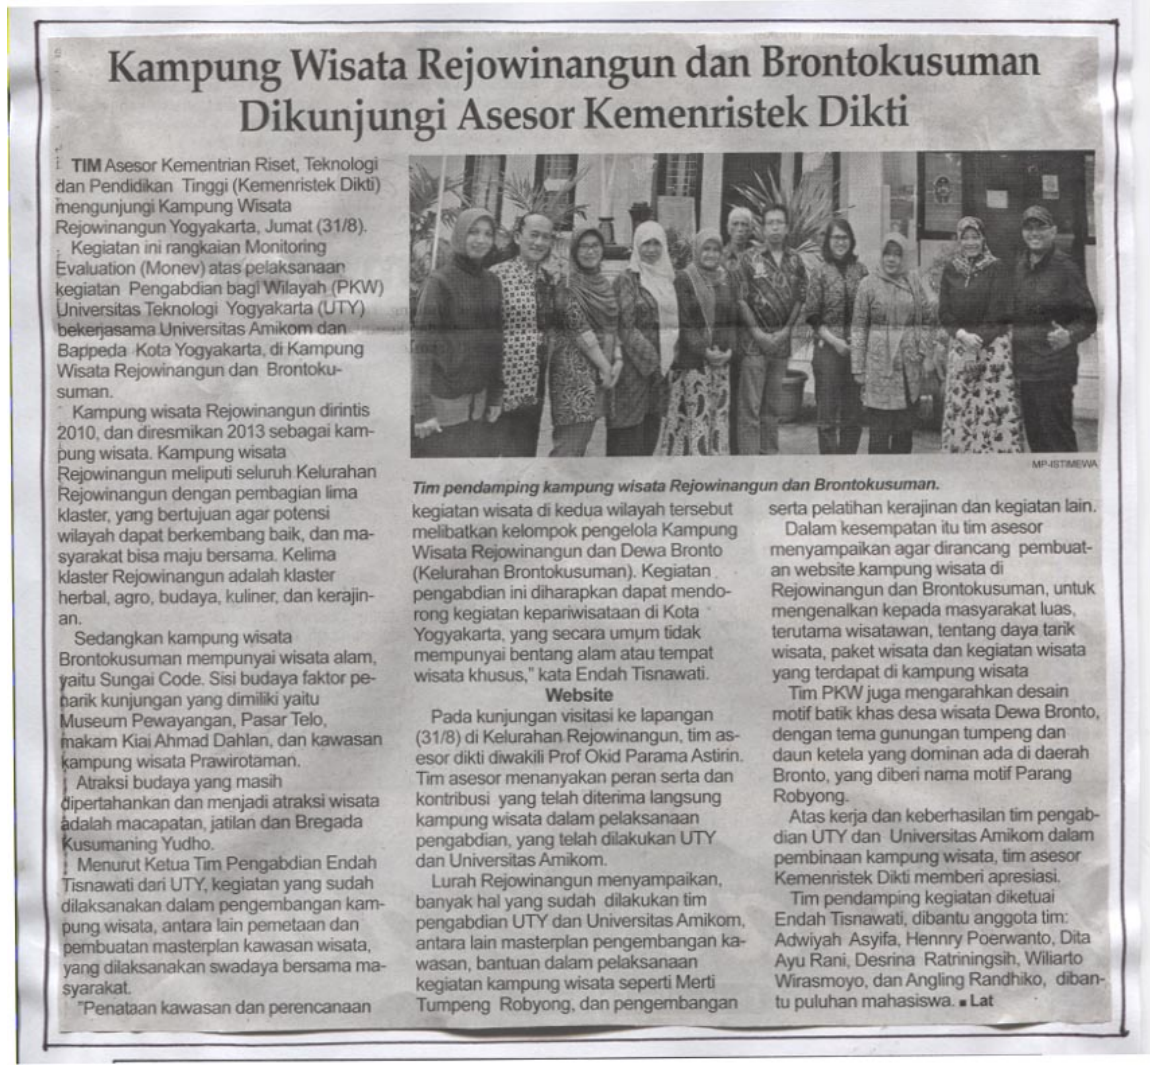 Kampung Wisata Rejowinangun dan Brontokusuman
Dikunjungi Asesor Kemenristek Dikti
TIM Asesor Kementrian Riset, Teknologi
dan Pendidikan Tinggi (Kemenristek Dikti)
mengunjungi Kampung Wisata
Rejowinangun Yogyakarta, Jumat (31/8).
Kegiatan ini rangkaian Monitoring
Evaluation (Monev) atas pelaksanaan
kegiatan Pengabdian bagi Wilayah (PKW)
Universitas Teknologi Yogyakarta (UTY)
bekerjasama Universitas Amikom dan
Bappeda Kota Yogyakarta, di Kampung
Wisata Rejowinangun dan Brontoku-
suman.
Kampung wisata Rejowinangun dirintis
2010, dan diresmikan 2013 sebagai kam-
pung wisata. Kampung wisata
Rejowinangun meliputi seluruh Kelurahan
Rejowinangun dengan pembagian lima
klaster, yang bertujuan agar potensi
wilayah dapat berkembang baik, dan ma-
syarakat bisa maju bersama. Kelima
klaster Rejowinangun adalah klaster
herbal, agro, budaya, kuliner, dan kerajin-
an.
Sedangkan kampung wisata
Brontokusuman mempunyai wisata alam,
yaitu Sungai Code. Sisi budaya faktor pe-
narik kunjungan yang dimiliki yaitu
Museum Pewayangan, Pasar Telo,
makam Kiai Ahmad Dahlan, dan kawasan
kampung wisata Prawirotaman.
Atraksi budaya yang masih
dipertahankan dan menjadi atraksi wisata
adalah macapatan, jatilan dan Bregada
Kusumaning Yudho.
Menurut Ketua Tim Pengabdian Endah
Tisnawati dari UTY, kegiatan yang sudah
dilaksanakan dalam pengembangan kam-
pung wisata, antara lain pemetaan dan
pembuatan masterplan kawasan wisata,
yang dilaksanakan swadaya bersama ma-
syarakat.
"Penataan kawasan dan perencanaan
MP-ISTIMEWA
Tim pendamping kampung wisata Rejowinangun dan Brontokusuman.
kegiatan wisata di kedua wilayah tersebut
melibatkan kelompok pengelola Kampung
Wisata Rejowinangun dan Dewa Bronto
(Kelurahan Brontokusuman). Kegiatan
pengabdian ini diharapkan dapat mendo-
rong kegiatan kepariwisataan di Kota
Yogyakarta, yang secara umum tidak
mempunyai bentang alam atau tempat
wisata khusus," kata Endah Tisnawati.
Website
Pada kunjungan visitasi ke lapangan
(31/8) di Kelurahan Rejowinangun, tim as-
esor dikti diwakili Prof Okid Parama Astirin.
Tim asesor menanyakan peran serta dan
kontribusi yang telah diterima langsung
kampung wisata dalam pelaksanaan
pengabdian, yang telah dilakukan UTY
dan Universitas Amikom.
Lurah Rejowinangun menyampaikan,
banyak hal yang sudah dilakukan tim
pengabdian UTY dan Universitas Amikom,
antara lain masterplan pengembangan ka-
wasan, bantuan dalam pelaksanaan
kegiatan kampung wisata seperti Merti
Tumpeng Robyong, dan pengembangan
serta pelatihan kerajinan dan kegiatan lain.
Dalam kesempatan itu tim asesor
menyampaikan agar dirancang pembuat-
an website kampung wisata di
Rejowinangun dan Brontokusuman, untuk
mengenalkan kepada masyarakat luas,
terutama wisatawan, tentang daya tarik
wisata, paket wisata dan kegiatan wisata
yang terdapat di kampung wisata
Tim PKW juga mengarahkan desain
motif batik khas desa wisata Dewa Bronto,
dengan tema gunungan tumpeng dan
daun ketela yang dominan ada di daerah
Bronto, yang diberi nama motif Parang
Robyong.
Atas kerja dan keberhasilan tim pengab-
dian UTY dan Universitas Amikom dalam
pembinaan kampung wisata, tim asesor
Kemenristek Dikti memberi apresiasi.
Tim pendamping kegiatan diketuai
Endah Tisnawati, dibantu anggota tim:
Adwiyah Asyifa, Hennry Poerwanto, Dita
Ayu Rani, Desrina Ratriningsih, Wiliarto
Wirasmoyo, dan Angling Randhiko, diban-
tu puluhan mahasiswa. ■ Lat